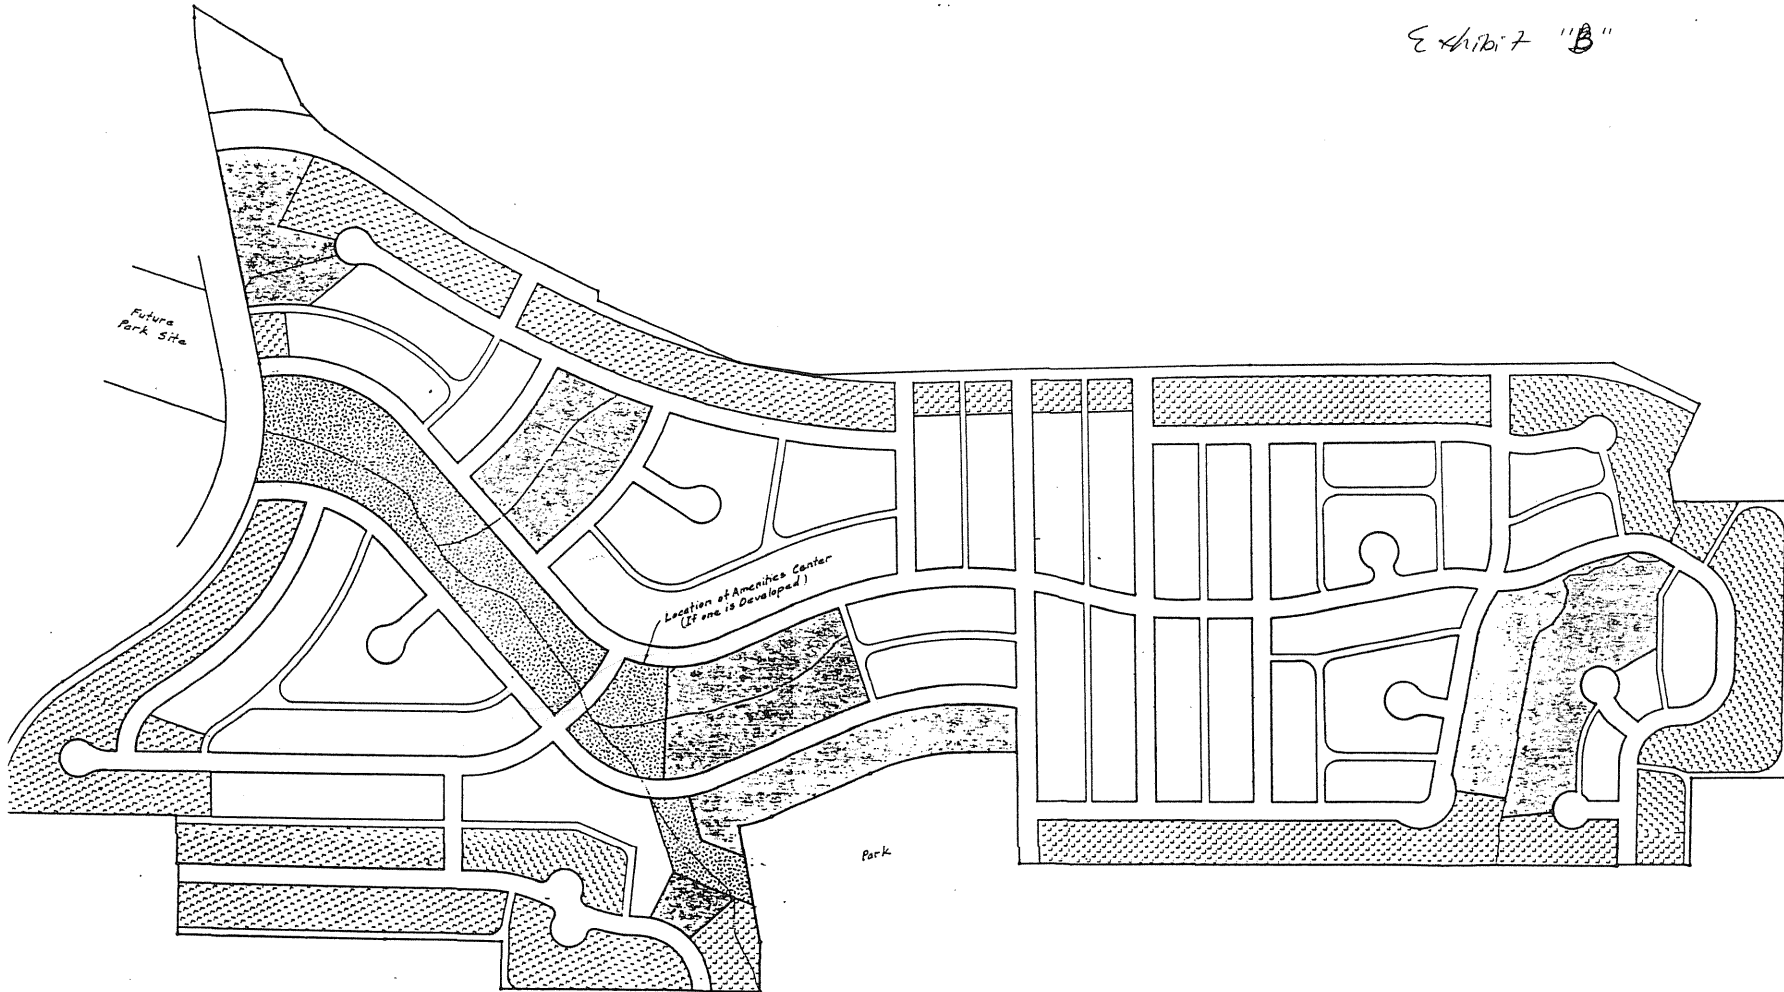 Exhibit "B"
Future
Park Site
Location of Amenities Center
(If one is Developed)
Park